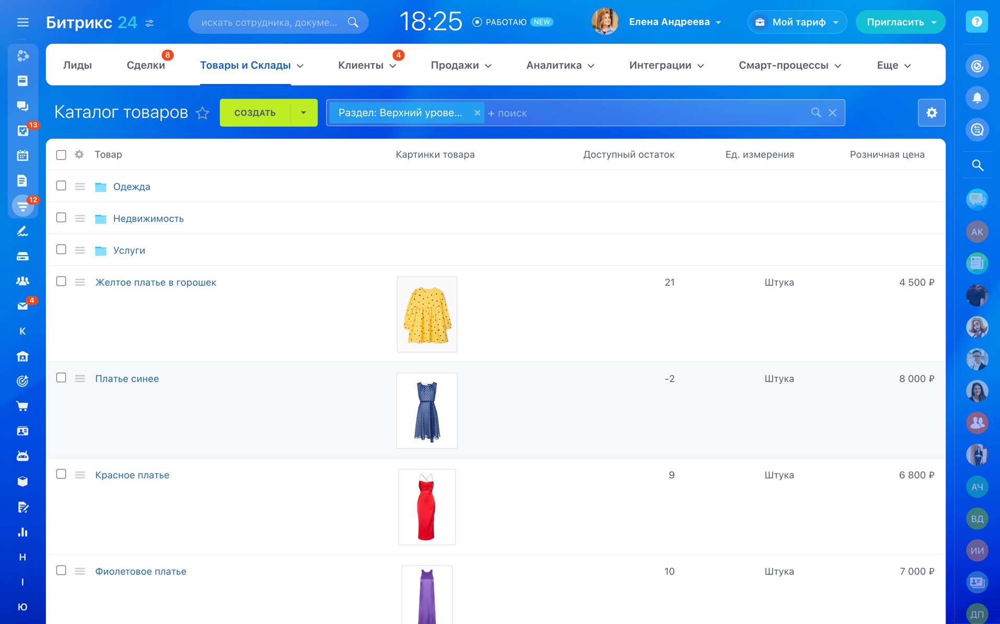 Битрикс 24
искать сотрудника, докуме...
18:25
РАБОТАЮ NEW
Елена Андреева
Мой тариф
Пригласить
?
Лиды
Сделки 8
Товары и Склады
Клиенты 4
Продажи
Аналитика
Интеграции
Смарт-процессы
Еще
Каталог товаров
СОЗДАТЬ
Раздел: Верхний урове... ×
+ поиск
Товар
Картинки товара
Доступный остаток
Ед. измерения
Розничная цена
Одежда
Недвижимость
Услуги
Желтое платье в горошек
21
Штука
4 500 ₽
Платье синее
-2
Штука
8 000 ₽
Красное платье
9
Штука
6 800 ₽
Фиолетовое платье
10
Штука
7 000 ₽
13
12
4
К
Н
I
Ю
АК
АЧ
ВД
ИИ
ДП